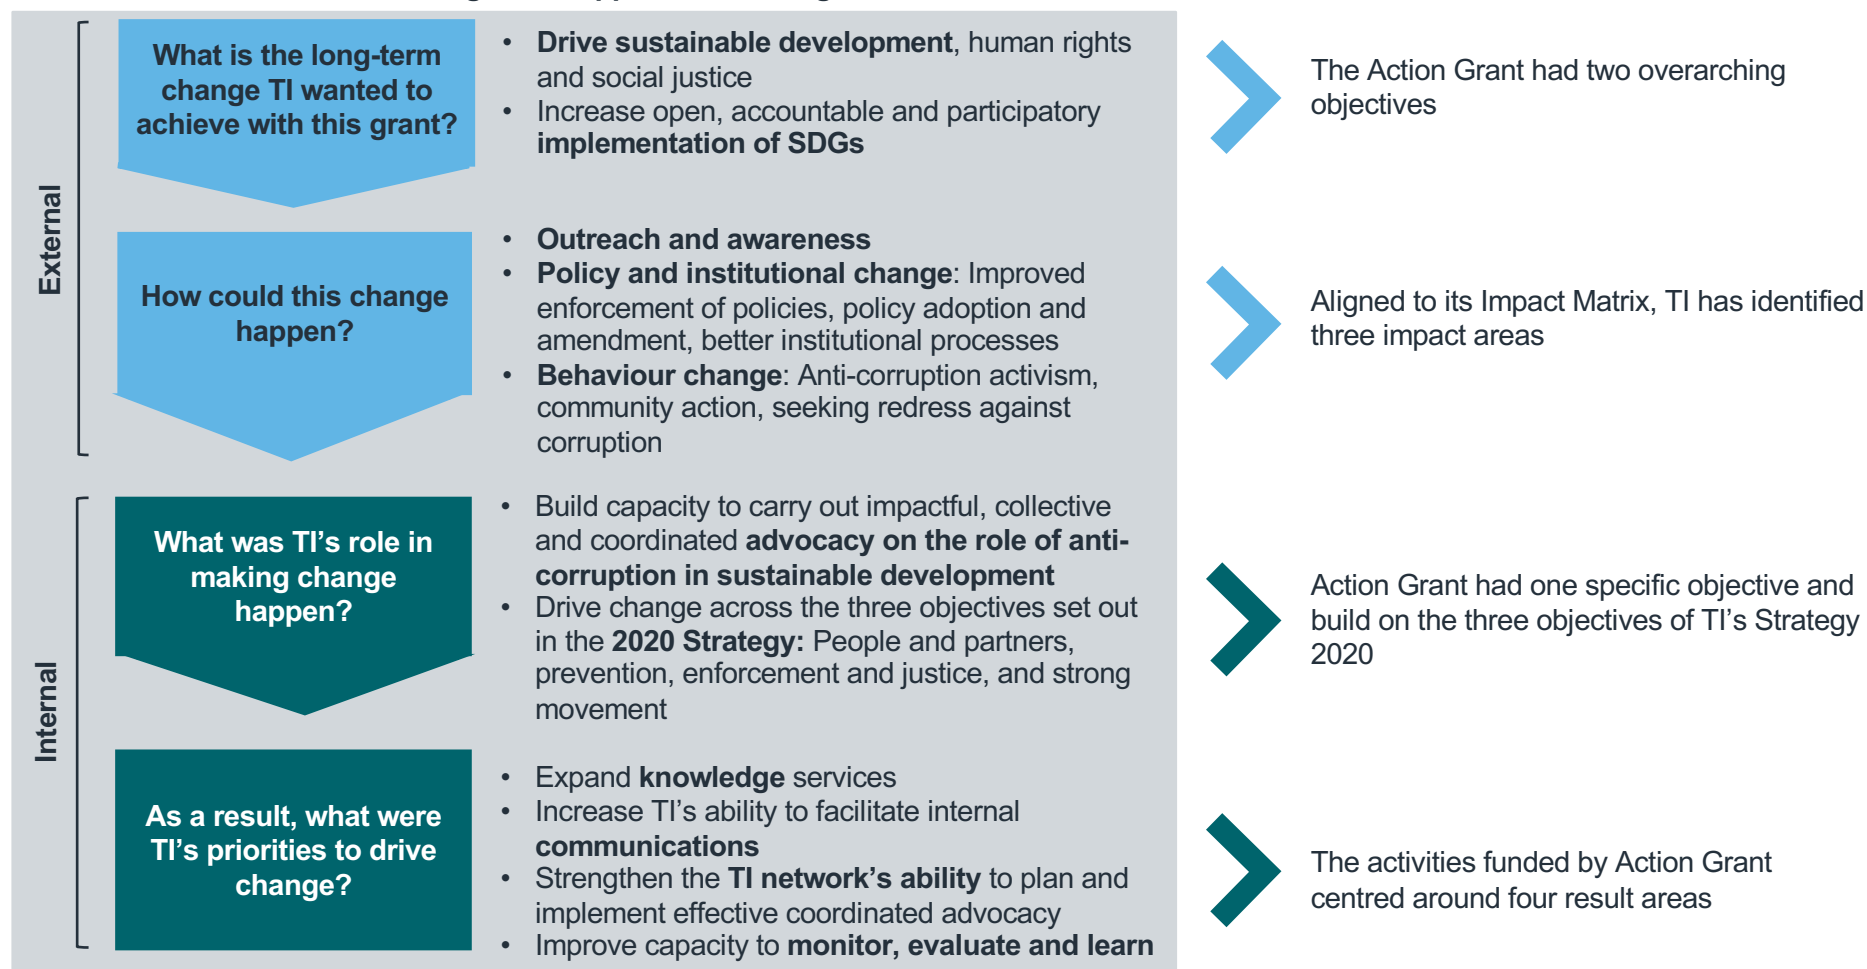 External
What is the long-term
change TI wanted to
achieve with this grant?
• Drive sustainable development, human rights
and social justice
• Increase open, accountable and participatory
implementation of SDGs
The Action Grant had two overarching
objectives
How could this change
happen?
• Outreach and awareness
• Policy and institutional change: Improved
enforcement of policies, policy adoption and
amendment, better institutional processes
• Behaviour change: Anti-corruption activism,
community action, seeking redress against
corruption
Aligned to its Impact Matrix, TI has identified
three impact areas
Internal
What was TI’s role in
making change
happen?
• Build capacity to carry out impactful, collective
and coordinated advocacy on the role of anti-
corruption in sustainable development
• Drive change across the three objectives set out
in the 2020 Strategy: People and partners,
prevention, enforcement and justice, and strong
movement
Action Grant had one specific objective and
build on the three objectives of TI’s Strategy
2020
As a result, what were
TI’s priorities to drive
change?
• Expand knowledge services
• Increase TI’s ability to facilitate internal
communications
• Strengthen the TI network’s ability to plan and
implement effective coordinated advocacy
• Improve capacity to monitor, evaluate and learn
The activities funded by Action Grant
centred around four result areas